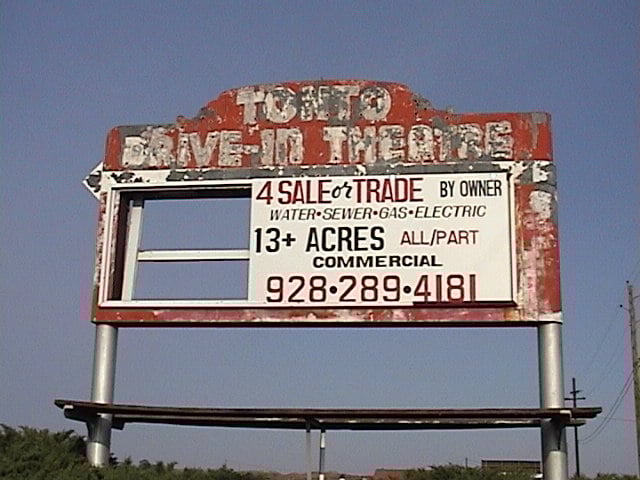 TONTO
DRIVE-IN THEATRE
4 SALE or TRADE BY OWNER
WATER•SEWER•GAS•ELECTRIC
13+ ACRES ALL/PART
COMMERCIAL
928•289•4181